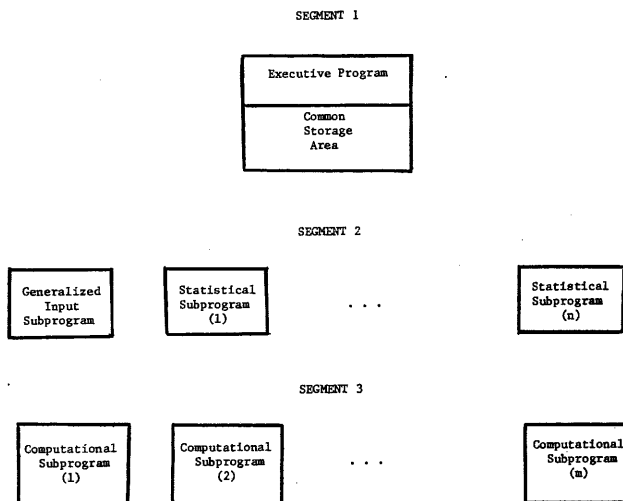 SEGMENT 1
Executive Program
Common
Storage
Area
SEGMENT 2
Generalized
Input
Subprogram
Statistical
Subprogram
(1)
. . .
Statistical
Subprogram
(n)
SEGMENT 3
Computational
Subprogram
(1)
Computational
Subprogram
(2)
. . .
Computational
Subprogram
(m)